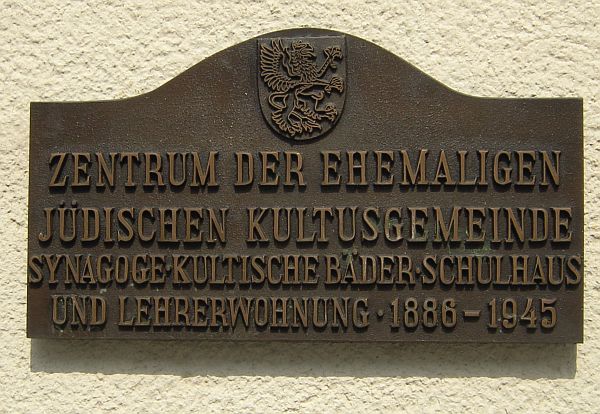 ZENTRUM DER EHEMALIGEN
JÜDISCHEN KULTUSGEMEINDE
SYNAGOGE·KULTISCHE BÄDER·SCHULHAUS
UND LEHRERWOHNUNG · 1886 – 1945